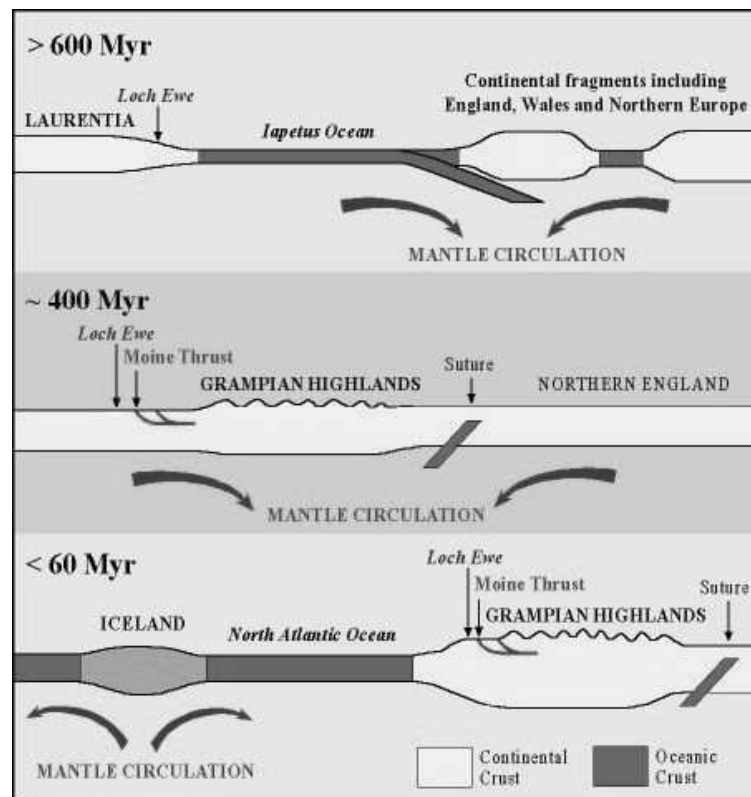 > 600 Myr
Continental fragments including
England, Wales and Northern Europe
Loch Ewe
LAURENTIA
Iapetus Ocean
MANTLE CIRCULATION
~ 400 Myr
Loch Ewe
Moine Thrust
Suture
GRAMPIAN HIGHLANDS
NORTHERN ENGLAND
MANTLE CIRCULATION
< 60 Myr
Loch Ewe
Moine Thrust
Suture
GRAMPIAN HIGHLANDS
ICELAND
North Atlantic Ocean
MANTLE CIRCULATION
Continental
Crust
Oceanic
Crust